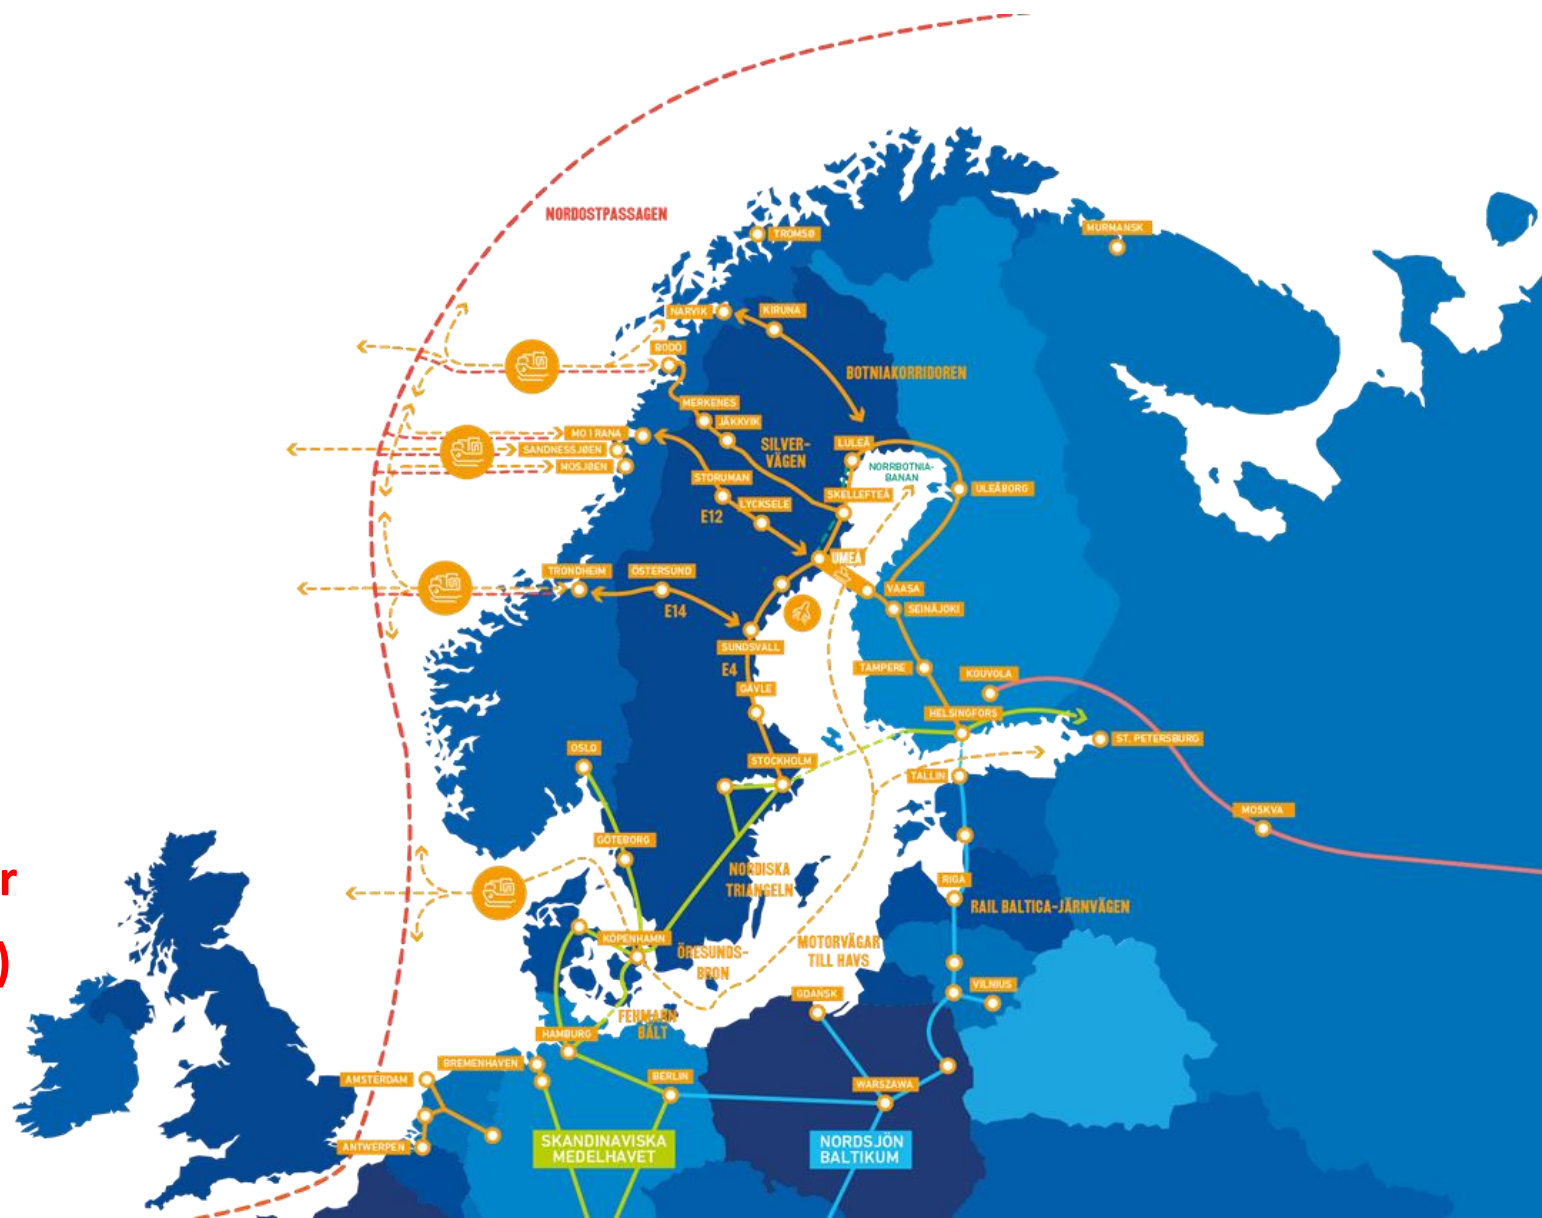 NORDOSTPASSAGEN
TROMSØ
MURMANSK
NARVIK
KIRUNA
BODÖ
BOTNIAKORRIDOREN
MERKENES
JÄKKVIK
MO I RANA
SANDNESSJØEN
MOSJØEN
SILVER-
VÄGEN
LULEÅ
NORRBOTNIA-
BANAN
STORUMAN
LYCKSELE
SKELLEFTEÅ
ULEÅBORG
E12
UMEÅ
TRONDHEIM
ÖSTERSUND
E14
VAASA
SEINÄJOKI
SUNDSVALL
E4
TAMPERE
KOUVOLA
GÄVLE
HELSINGFORS
OSLO
STOCKHOLM
ST. PETERSBURG
TALLIN
MOSKVA
GÖTEBORG
r
NORDISKA
TRIANGELN
RIGA
RAIL BALTICA-JÄRNVÄGEN
)
KÖPENHAMN
ÖRESUNDS-
BRON
MOTORVÄGAR
TILL HAVS
GDANSK
VILNIUS
FEHMARN
BÄLT
HAMBURG
BREMENHAVEN
AMSTERDAM
BERLIN
WARSZAWA
ANTWERPEN
SKANDINAVISKA
MEDELHAVET
NORDSJÖN
BALTIKUM